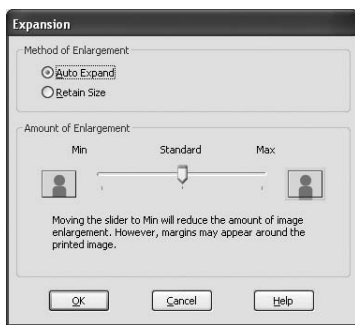 Expansion
Method of Enlargement
Auto Expand
Retain Size
Amount of Enlargement
Min Standard Max
Moving the slider to Min will reduce the amount of image
enlargement. However, margins may appear around the
printed image.
OK Cancel Help